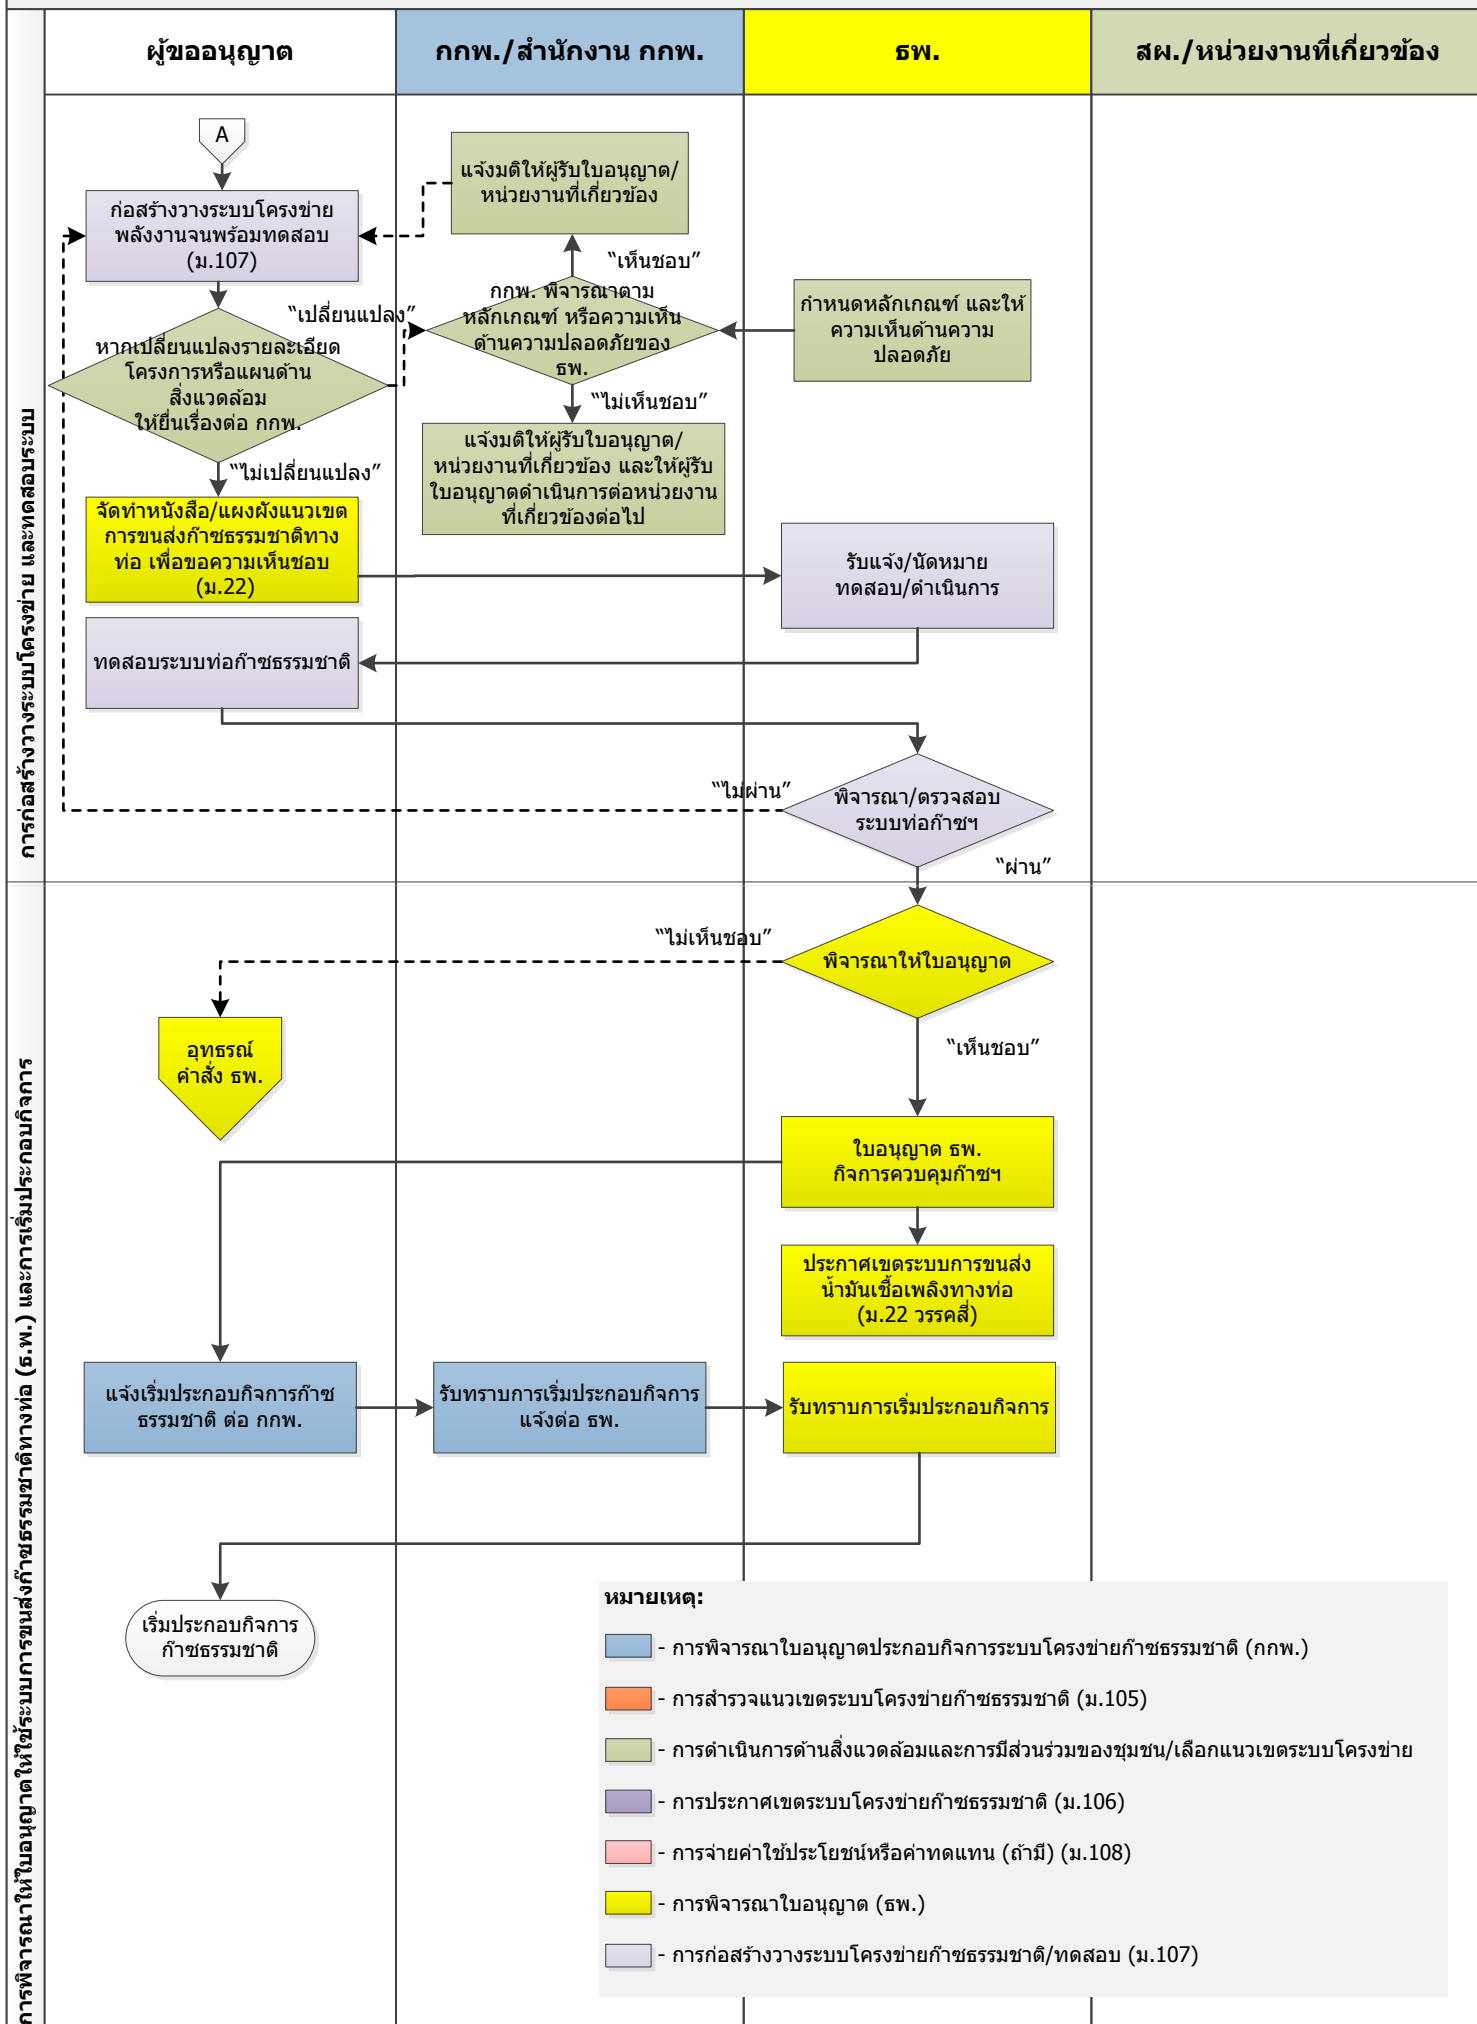 ผู้ขออนุญาต
กกพ./สำนักงาน กกพ.
ธพ.
สผ./หน่วยงานที่เกี่ยวข้อง
การก่อสร้างวางระบบโครงข่าย และทดสอบระบบ
A
ก่อสร้างวางระบบโครงข่าย
พลังงานจนพร้อมทดสอบ
(ม.107)
แจ้งมติให้ผู้รับใบอนุญาต/
หน่วยงานที่เกี่ยวข้อง
“เห็นชอบ”
“เปลี่ยนแปลง”
กกพ. พิจารณาตาม
หลักเกณฑ์ หรือความเห็น
ด้านความปลอดภัยของ
ธพ.
กำหนดหลักเกณฑ์ และให้
ความเห็นด้านความ
ปลอดภัย
หากเปลี่ยนแปลงรายละเอียด
โครงการหรือแผนด้าน
สิ่งแวดล้อม
ให้ยื่นเรื่องต่อ กกพ.
“ไม่เห็นชอบ”
แจ้งมติให้ผู้รับใบอนุญาต/
หน่วยงานที่เกี่ยวข้อง และให้ผู้รับ
ใบอนุญาตดำเนินการต่อหน่วยงาน
ที่เกี่ยวข้องต่อไป
“ไม่เปลี่ยนแปลง”
จัดทำหนังสือ/แผงผังแนวเขต
การขนส่งก๊าซธรรมชาติทาง
ท่อ เพื่อขอความเห็นชอบ
(ม.22)
รับแจ้ง/นัดหมาย
ทดสอบ/ดำเนินการ
ทดสอบระบบท่อก๊าซธรรมชาติ
“ไม่ผ่าน”
พิจารณา/ตรวจสอบ
ระบบท่อก๊าซฯ
“ผ่าน”
การพิจารณาให้ใบอนุญาตให้ใช้ระบบการขนส่งก๊าซธรรมชาติทางท่อ (ธ.พ.) และการเริ่มประกอบกิจการ
“ไม่เห็นชอบ”
พิจารณาให้ใบอนุญาต
อุทธรณ์
คำสั่ง ธพ.
“เห็นชอบ”
ใบอนุญาต ธพ.
กิจการควบคุมก๊าซฯ
ประกาศเขตระบบการขนส่ง
น้ำมันเชื้อเพลิงทางท่อ
(ม.22 วรรคสี่)
แจ้งเริ่มประกอบกิจการก๊าซ
ธรรมชาติ ต่อ กกพ.
รับทราบการเริ่มประกอบกิจการ
แจ้งต่อ ธพ.
รับทราบการเริ่มประกอบกิจการ
เริ่มประกอบกิจการ
ก๊าซธรรมชาติ
หมายเหตุ:
- การพิจารณาใบอนุญาตประกอบกิจการระบบโครงข่ายก๊าซธรรมชาติ (กกพ.)
- การสำรวจแนวเขตระบบโครงข่ายก๊าซธรรมชาติ (ม.105)
- การดำเนินการด้านสิ่งแวดล้อมและการมีส่วนร่วมของชุมชน/เลือกแนวเขตระบบโครงข่าย
- การประกาศเขตระบบโครงข่ายก๊าซธรรมชาติ (ม.106)
- การจ่ายค่าใช้ประโยชน์หรือค่าทดแทน (ถ้ามี) (ม.108)
- การพิจารณาใบอนุญาต (ธพ.)
- การก่อสร้างวางระบบโครงข่ายก๊าซธรรมชาติ/ทดสอบ (ม.107)